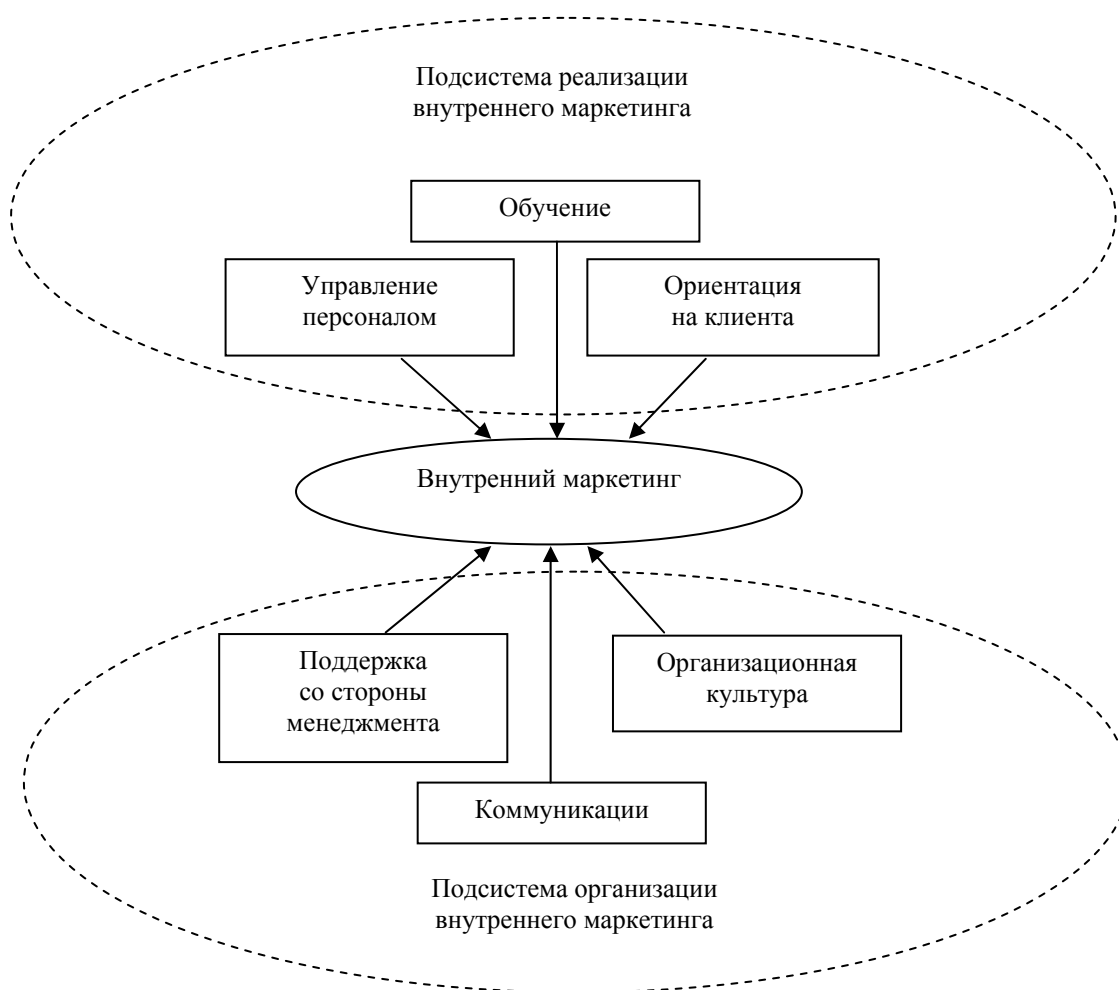 Подсистема реализации
внутреннего маркетинга
Обучение
Управление
персоналом
Ориентация
на клиента
Внутренний маркетинг
Поддержка
со стороны
менеджмента
Организационная
культура
Коммуникации
Подсистема организации
внутреннего маркетинга